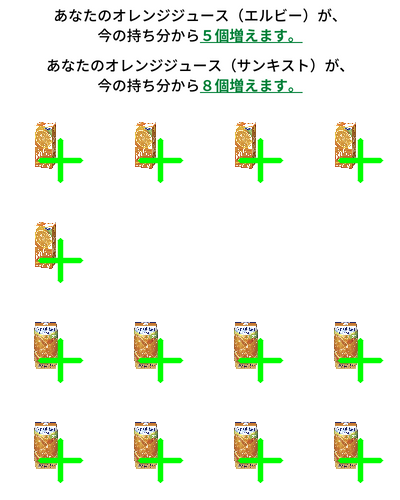 あなたのオレンジジュース（エルビー）が、
今の持ち分から５個増えます。
あなたのオレンジジュース（サンキスト）が、
今の持ち分から８個増えます。